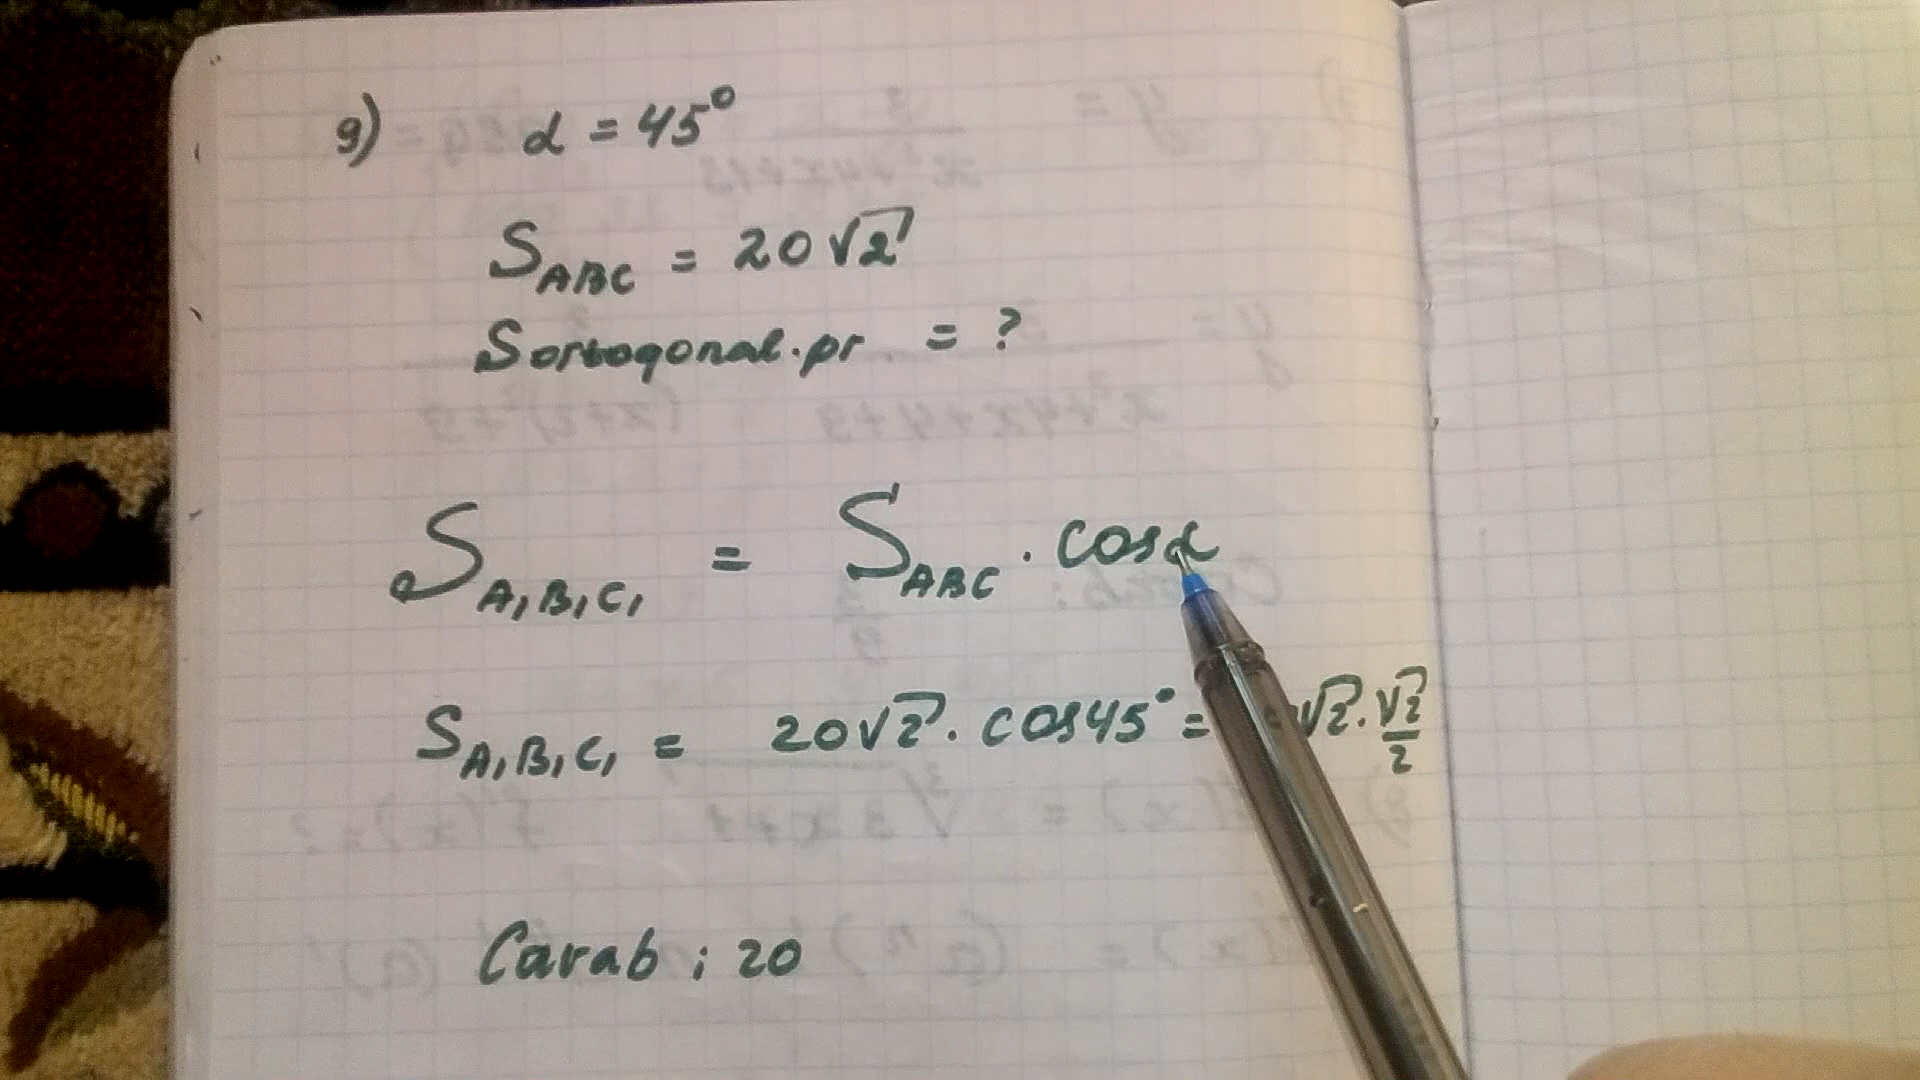 9) α = 45°
S_ABC = 20√2
Sortogonal.pr = ?
S_A₁B₁C₁ = S_ABC · cosα
S_A₁B₁C₁ = 20√2 · cos45° = √2 · √2/2
Cavab: 20